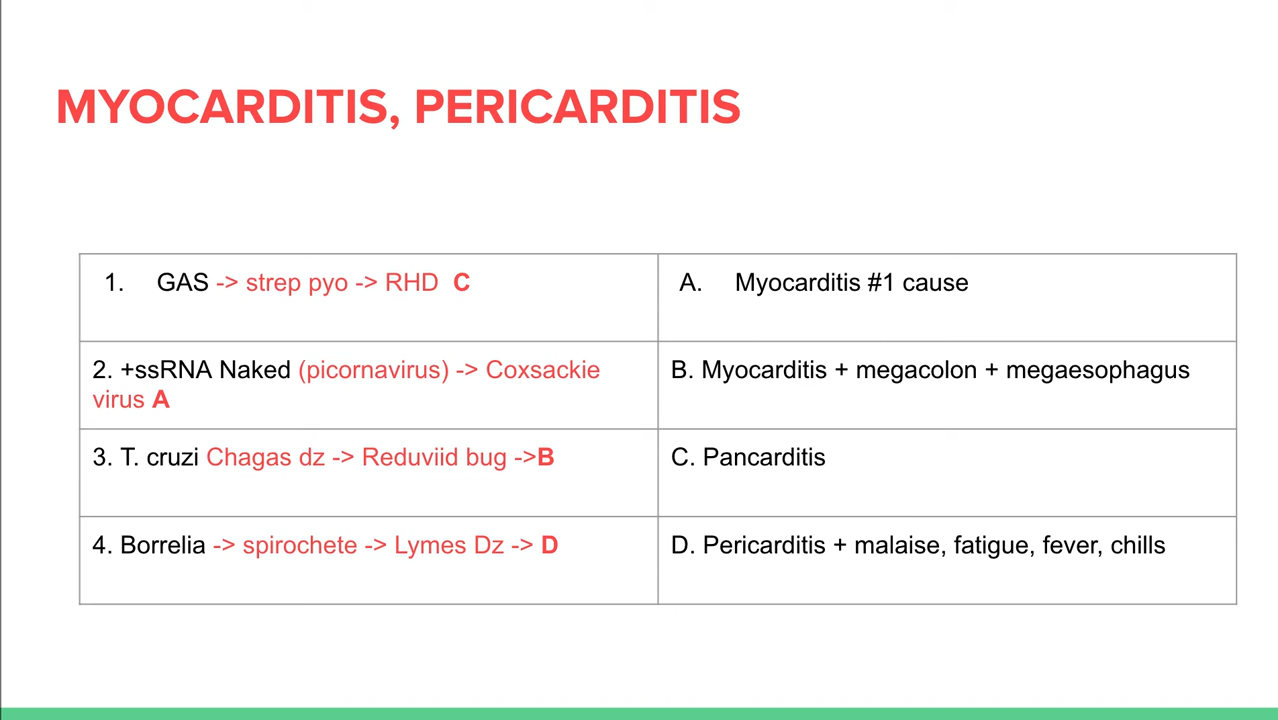 MYOCARDITIS, PERICARDITIS
1. GAS -> strep pyo -> RHD C
A. Myocarditis #1 cause
2. +ssRNA Naked (picornavirus) -> Coxsackie
virus A
B. Myocarditis + megacolon + megaesophagus
3. T. cruzi Chagas dz -> Reduviid bug ->B
C. Pancarditis
4. Borrelia -> spirochete -> Lymes Dz -> D
D. Pericarditis + malaise, fatigue, fever, chills